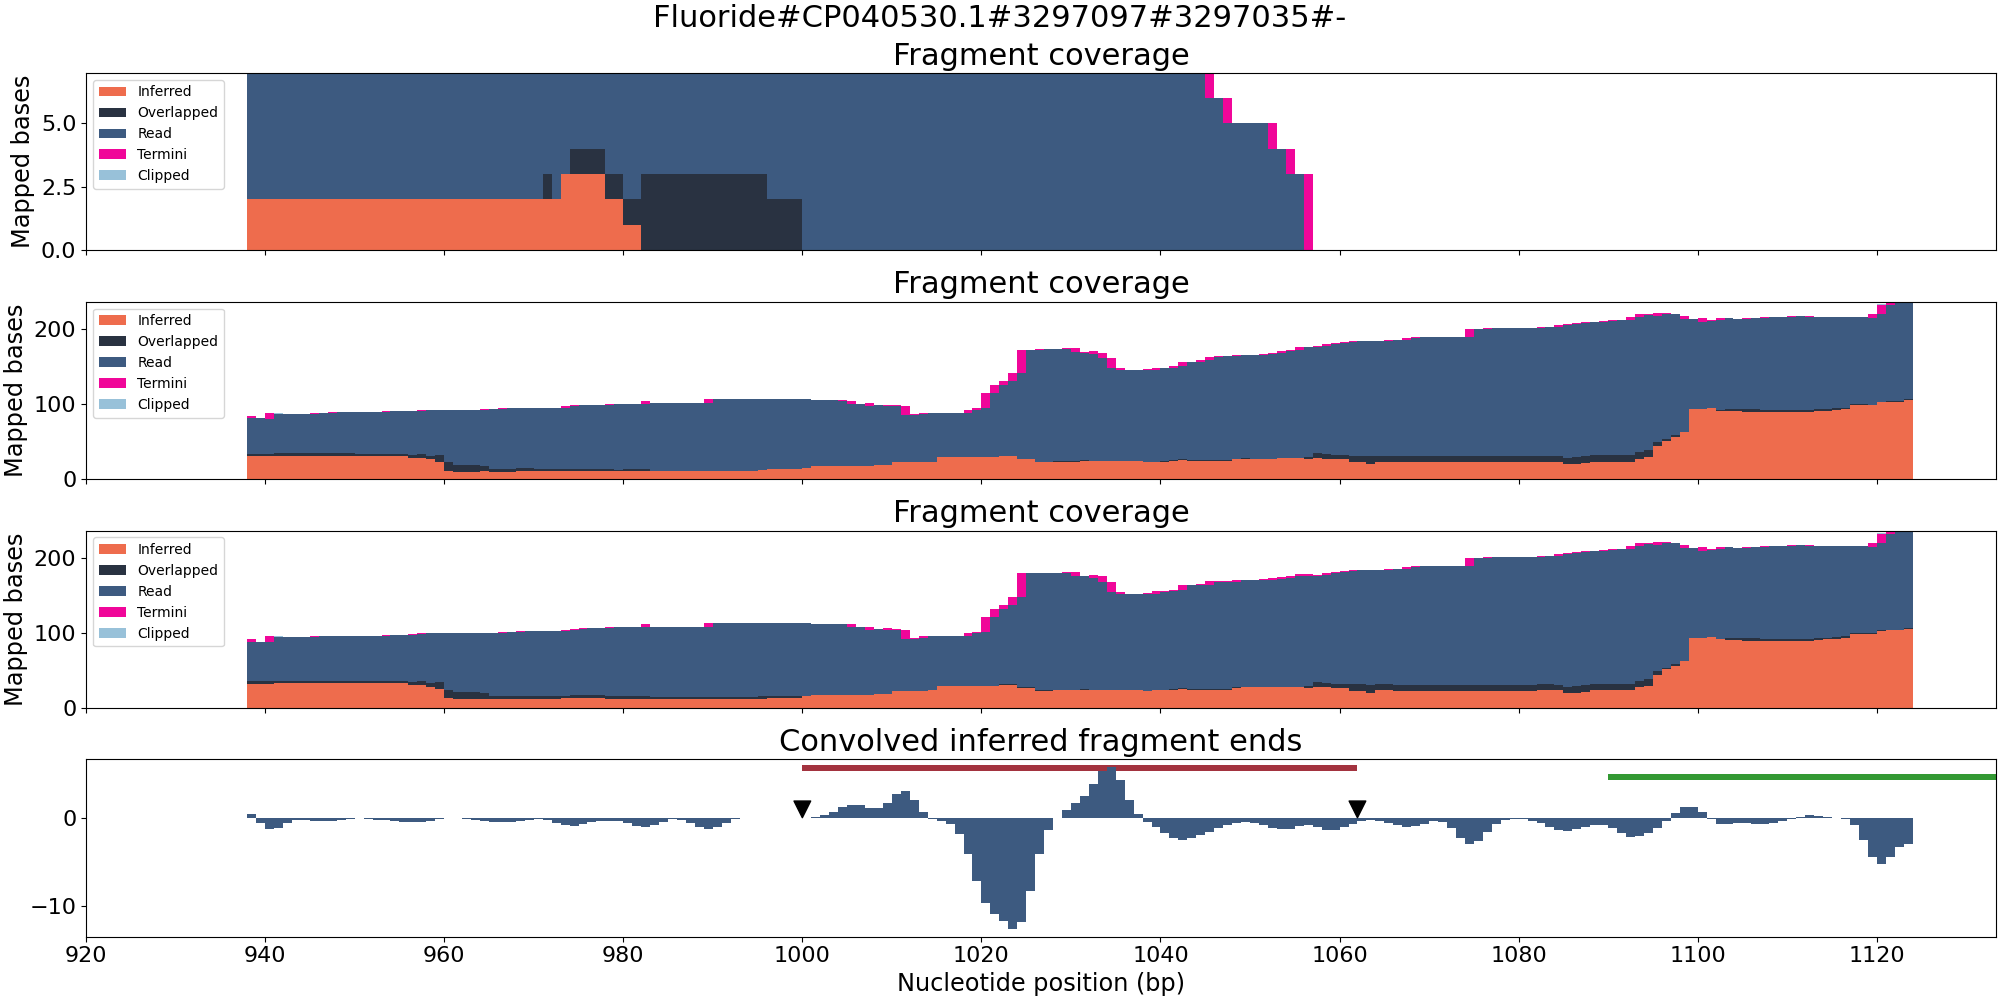 Fluoride#CP040530.1#3297097#3297035#-
Fragment coverage
Mapped bases
5.0
2.5
0.0
Inferred
Overlapped
Read
Termini
Clipped
Fragment coverage
Mapped bases
200
100
0
Inferred
Overlapped
Read
Termini
Clipped
Fragment coverage
Mapped bases
200
100
0
Inferred
Overlapped
Read
Termini
Clipped
Convolved inferred fragment ends
0
−10
920 940 960 980 1000 1020 1040 1060 1080 1100 1120
Nucleotide position (bp)